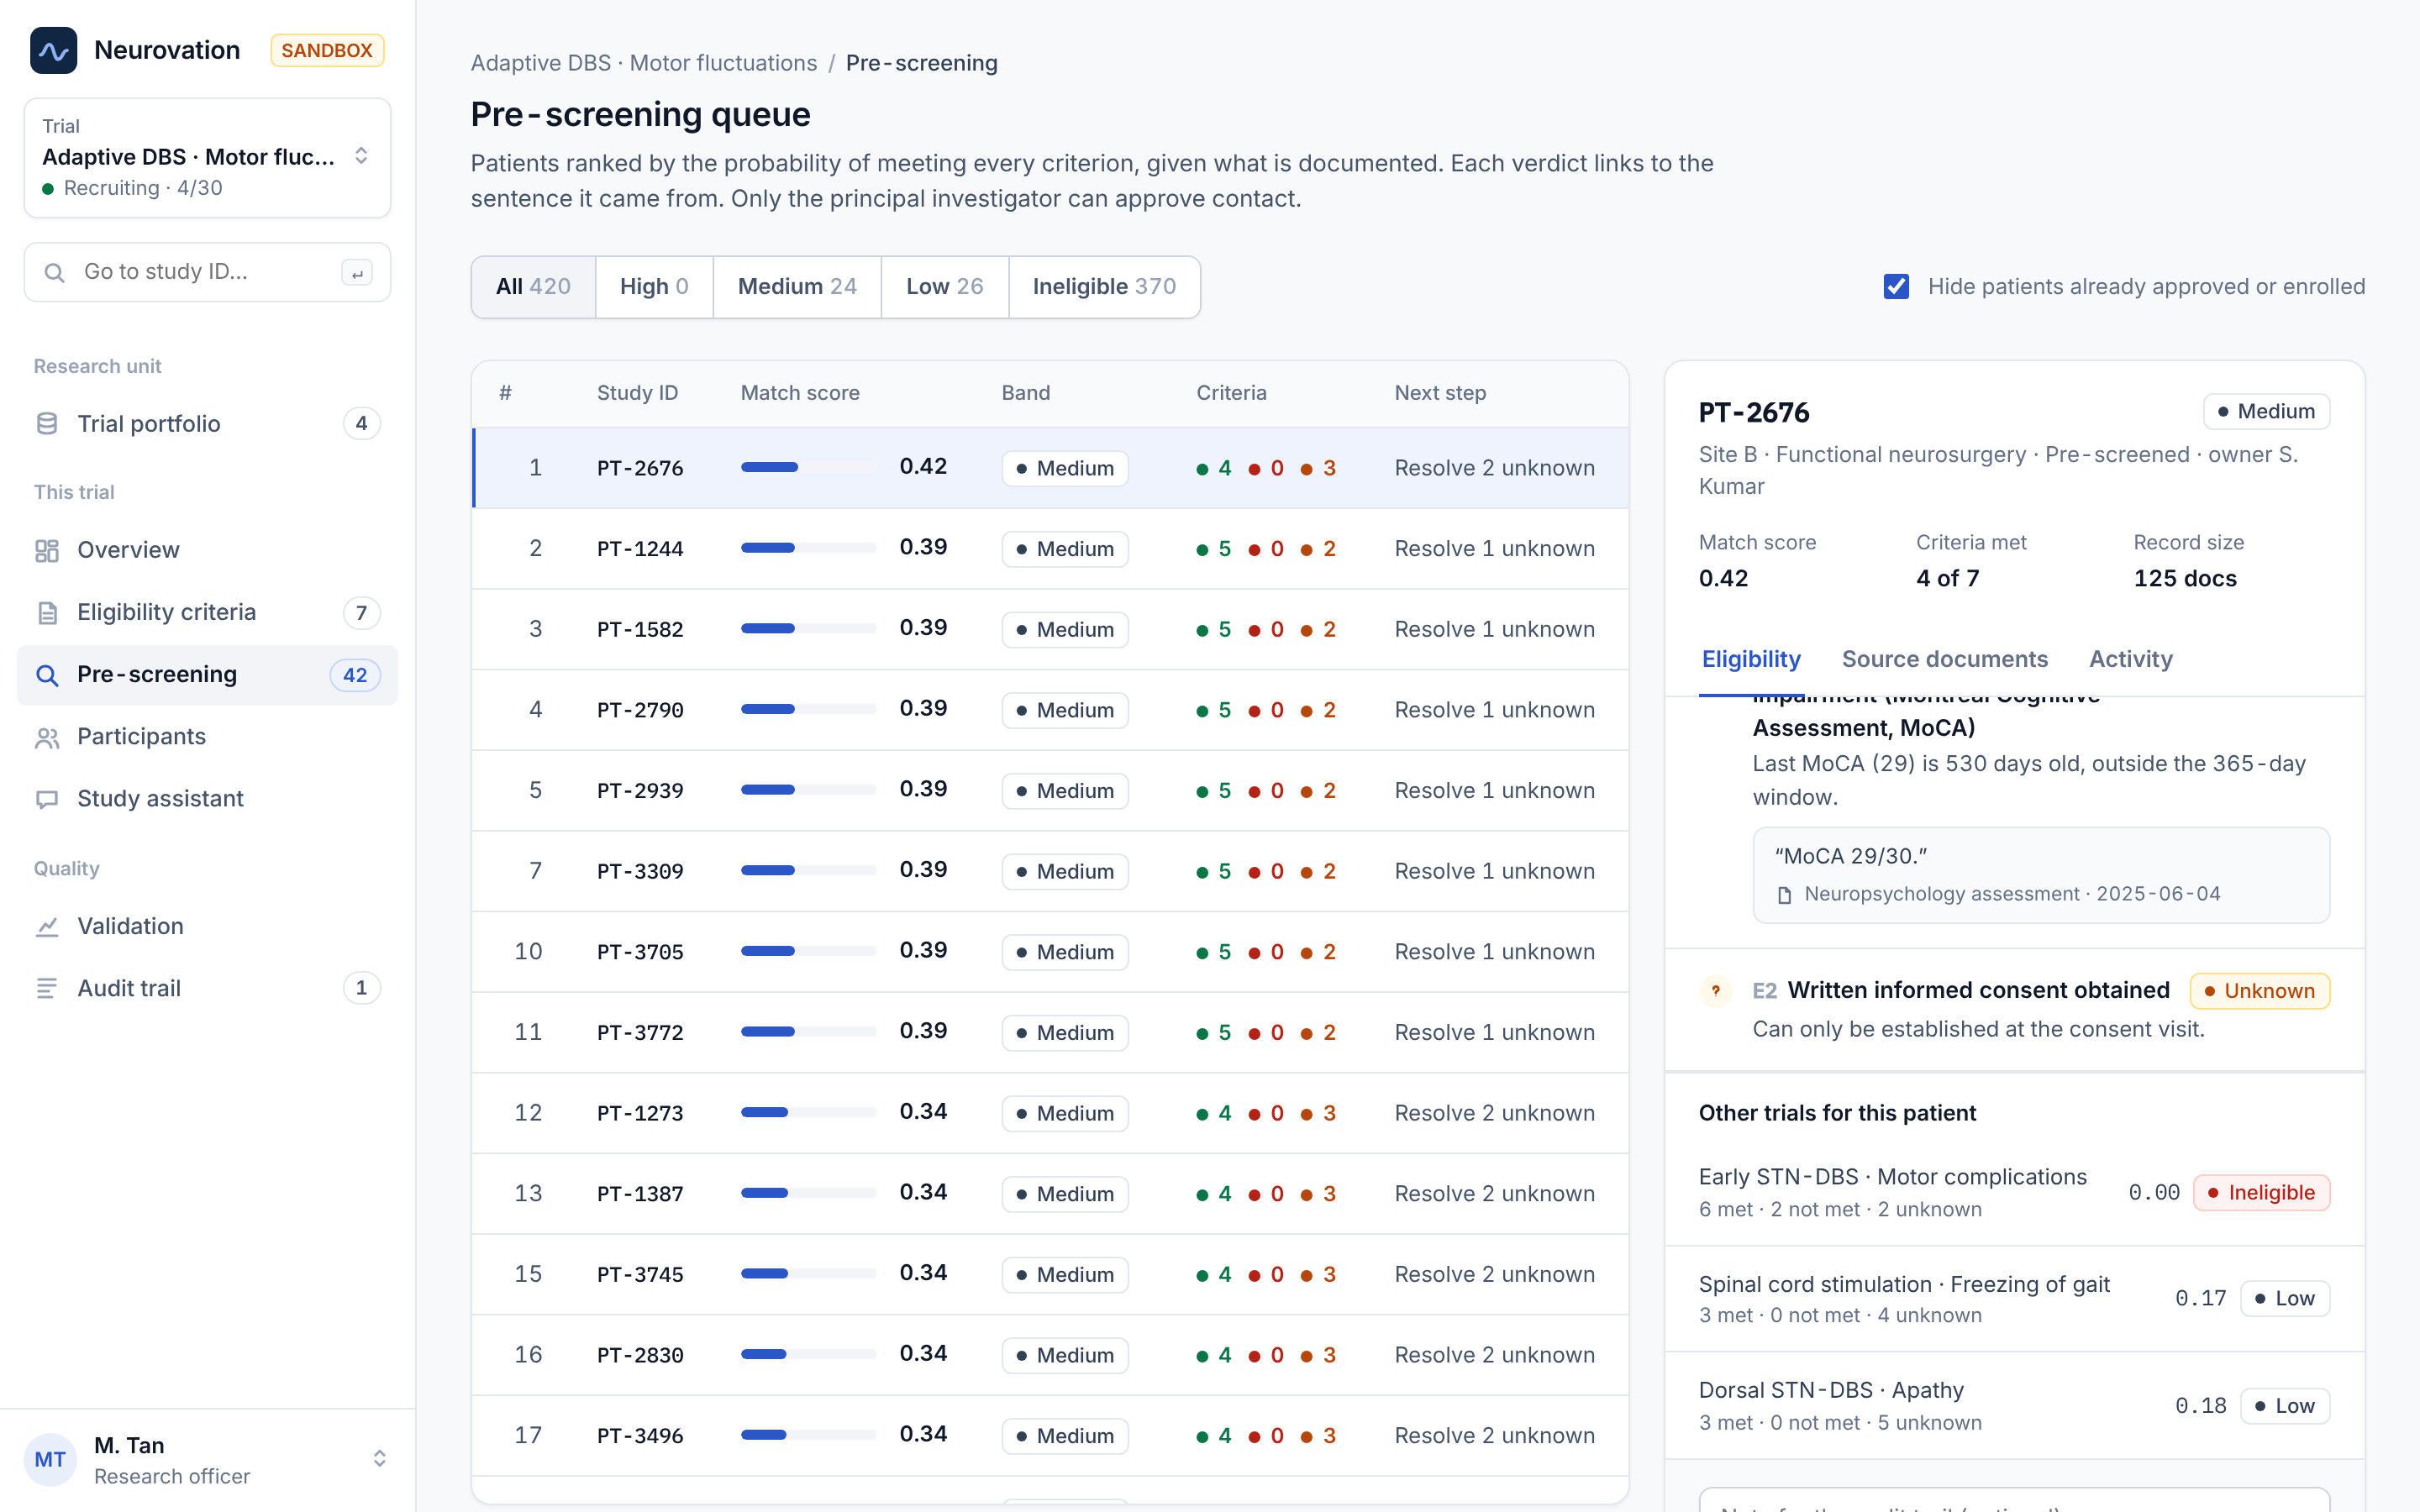 Neurovation SANDBOX
Trial
Adaptive DBS · Motor fluc...
Recruiting · 4/30
Go to study ID...
Research unit
Trial portfolio 4
This trial
Overview
Eligibility criteria 7
Pre-screening 42
Participants
Study assistant
Quality
Validation
Audit trail 1
MT
M. Tan
Research officer
Adaptive DBS · Motor fluctuations / Pre-screening
Pre-screening queue
Patients ranked by the probability of meeting every criterion, given what is documented. Each verdict links to the
sentence it came from. Only the principal investigator can approve contact.
All 420 High 0 Medium 24 Low 26 Ineligible 370
Hide patients already approved or enrolled
# Study ID Match score Band Criteria Next step
1 PT-2676 0.42 Medium 4 0 3 Resolve 2 unknown
2 PT-1244 0.39 Medium 5 0 2 Resolve 1 unknown
3 PT-1582 0.39 Medium 5 0 2 Resolve 1 unknown
4 PT-2790 0.39 Medium 5 0 2 Resolve 1 unknown
5 PT-2939 0.39 Medium 5 0 2 Resolve 1 unknown
7 PT-3309 0.39 Medium 5 0 2 Resolve 1 unknown
10 PT-3705 0.39 Medium 5 0 2 Resolve 1 unknown
11 PT-3772 0.39 Medium 5 0 2 Resolve 1 unknown
12 PT-1273 0.34 Medium 4 0 3 Resolve 2 unknown
13 PT-1387 0.34 Medium 4 0 3 Resolve 2 unknown
15 PT-3745 0.34 Medium 4 0 3 Resolve 2 unknown
16 PT-2830 0.34 Medium 4 0 3 Resolve 2 unknown
17 PT-3496 0.34 Medium 4 0 3 Resolve 2 unknown
PT-2676 Medium
Site B · Functional neurosurgery · Pre-screened · owner S.
Kumar
Match score Criteria met Record size
0.42 4 of 7 125 docs
Eligibility Source documents Activity
impairment (Montreal Cognitive
Assessment, MoCA)
Last MoCA (29) is 530 days old, outside the 365-day
window.
“MoCA 29/30.”
Neuropsychology assessment · 2025-06-04
? E2 Written informed consent obtained Unknown
Can only be established at the consent visit.
Other trials for this patient
Early STN-DBS · Motor complications 0.00 Ineligible
6 met · 2 not met · 2 unknown
Spinal cord stimulation · Freezing of gait 0.17 Low
3 met · 0 not met · 4 unknown
Dorsal STN-DBS · Apathy 0.18 Low
3 met · 0 not met · 5 unknown